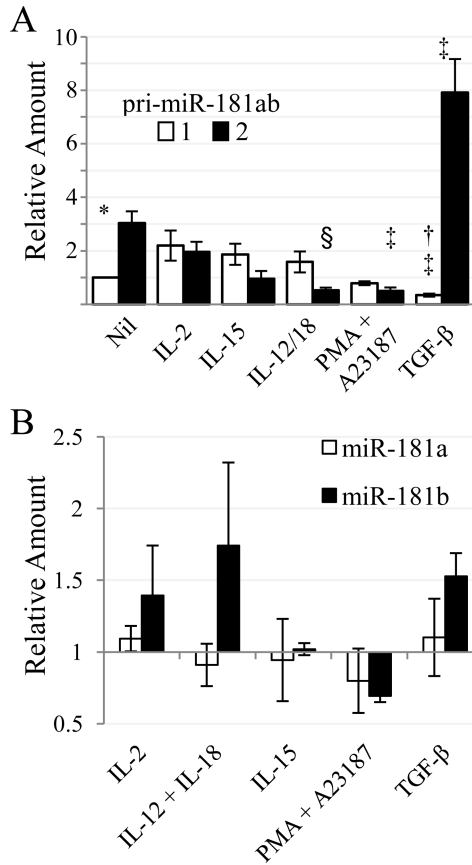 A
10
8
6
4
2
Relative Amount
pri-miR-181ab
1 2
*
§
‡
†
‡
‡
Nil
IL-2
IL-15
IL-12/18
PMA +
A23187
TGF-β
B
2.5
2
1.5
1
0.5
Relative Amount
miR-181a
miR-181b
IL-2
IL-12 + IL-18
IL-15
PMA + A23187
TGF-β